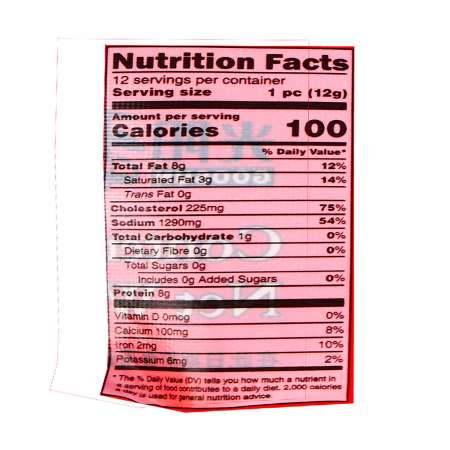 Nutrition Facts
12 servings per container
Serving size 1 pc (12g)
Amount per serving
Calories 100
% Daily Value*
Total Fat 8g 12%
Saturated Fat 3g 14%
Trans Fat 0g
Cholesterol 225mg 75%
Sodium 1290mg 54%
Total Carbohydrate 1g 0%
Dietary Fibre 0g 0%
Total Sugars 0g
Includes 0g Added Sugars 0%
Protein 8g
Vitamin D 0mcg 0%
Calcium 100mg 8%
Iron 2mg 10%
Potassium 6mg 2%
* The % Daily Value (DV) tells you how much a nutrient in
a serving of food contributes to a daily diet. 2,000 calories
a day is used for general nutrition advice.